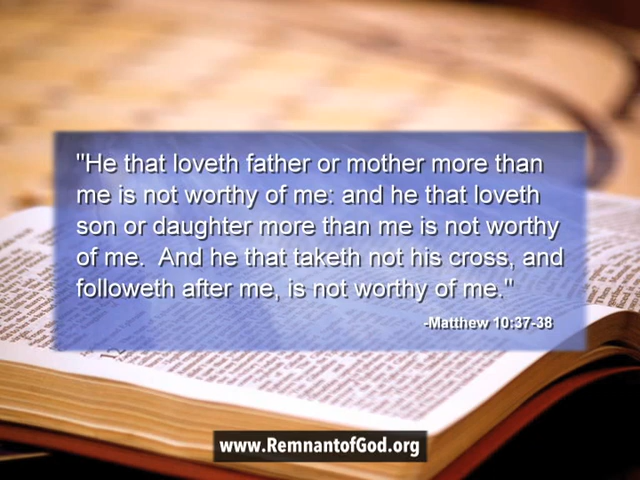 "He that loveth father or mother more than
me is not worthy of me: and he that loveth
son or daughter more than me is not worthy
of me.  And he that taketh not his cross, and
followeth after me, is not worthy of me."
-Matthew 10:37-38
www.RemnantofGod.org